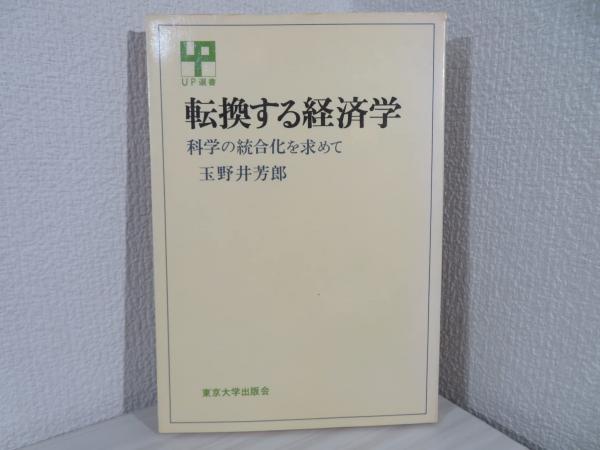 UP選書
転換する経済学
科学の統合化を求めて
玉野井芳郎
東京大学出版会